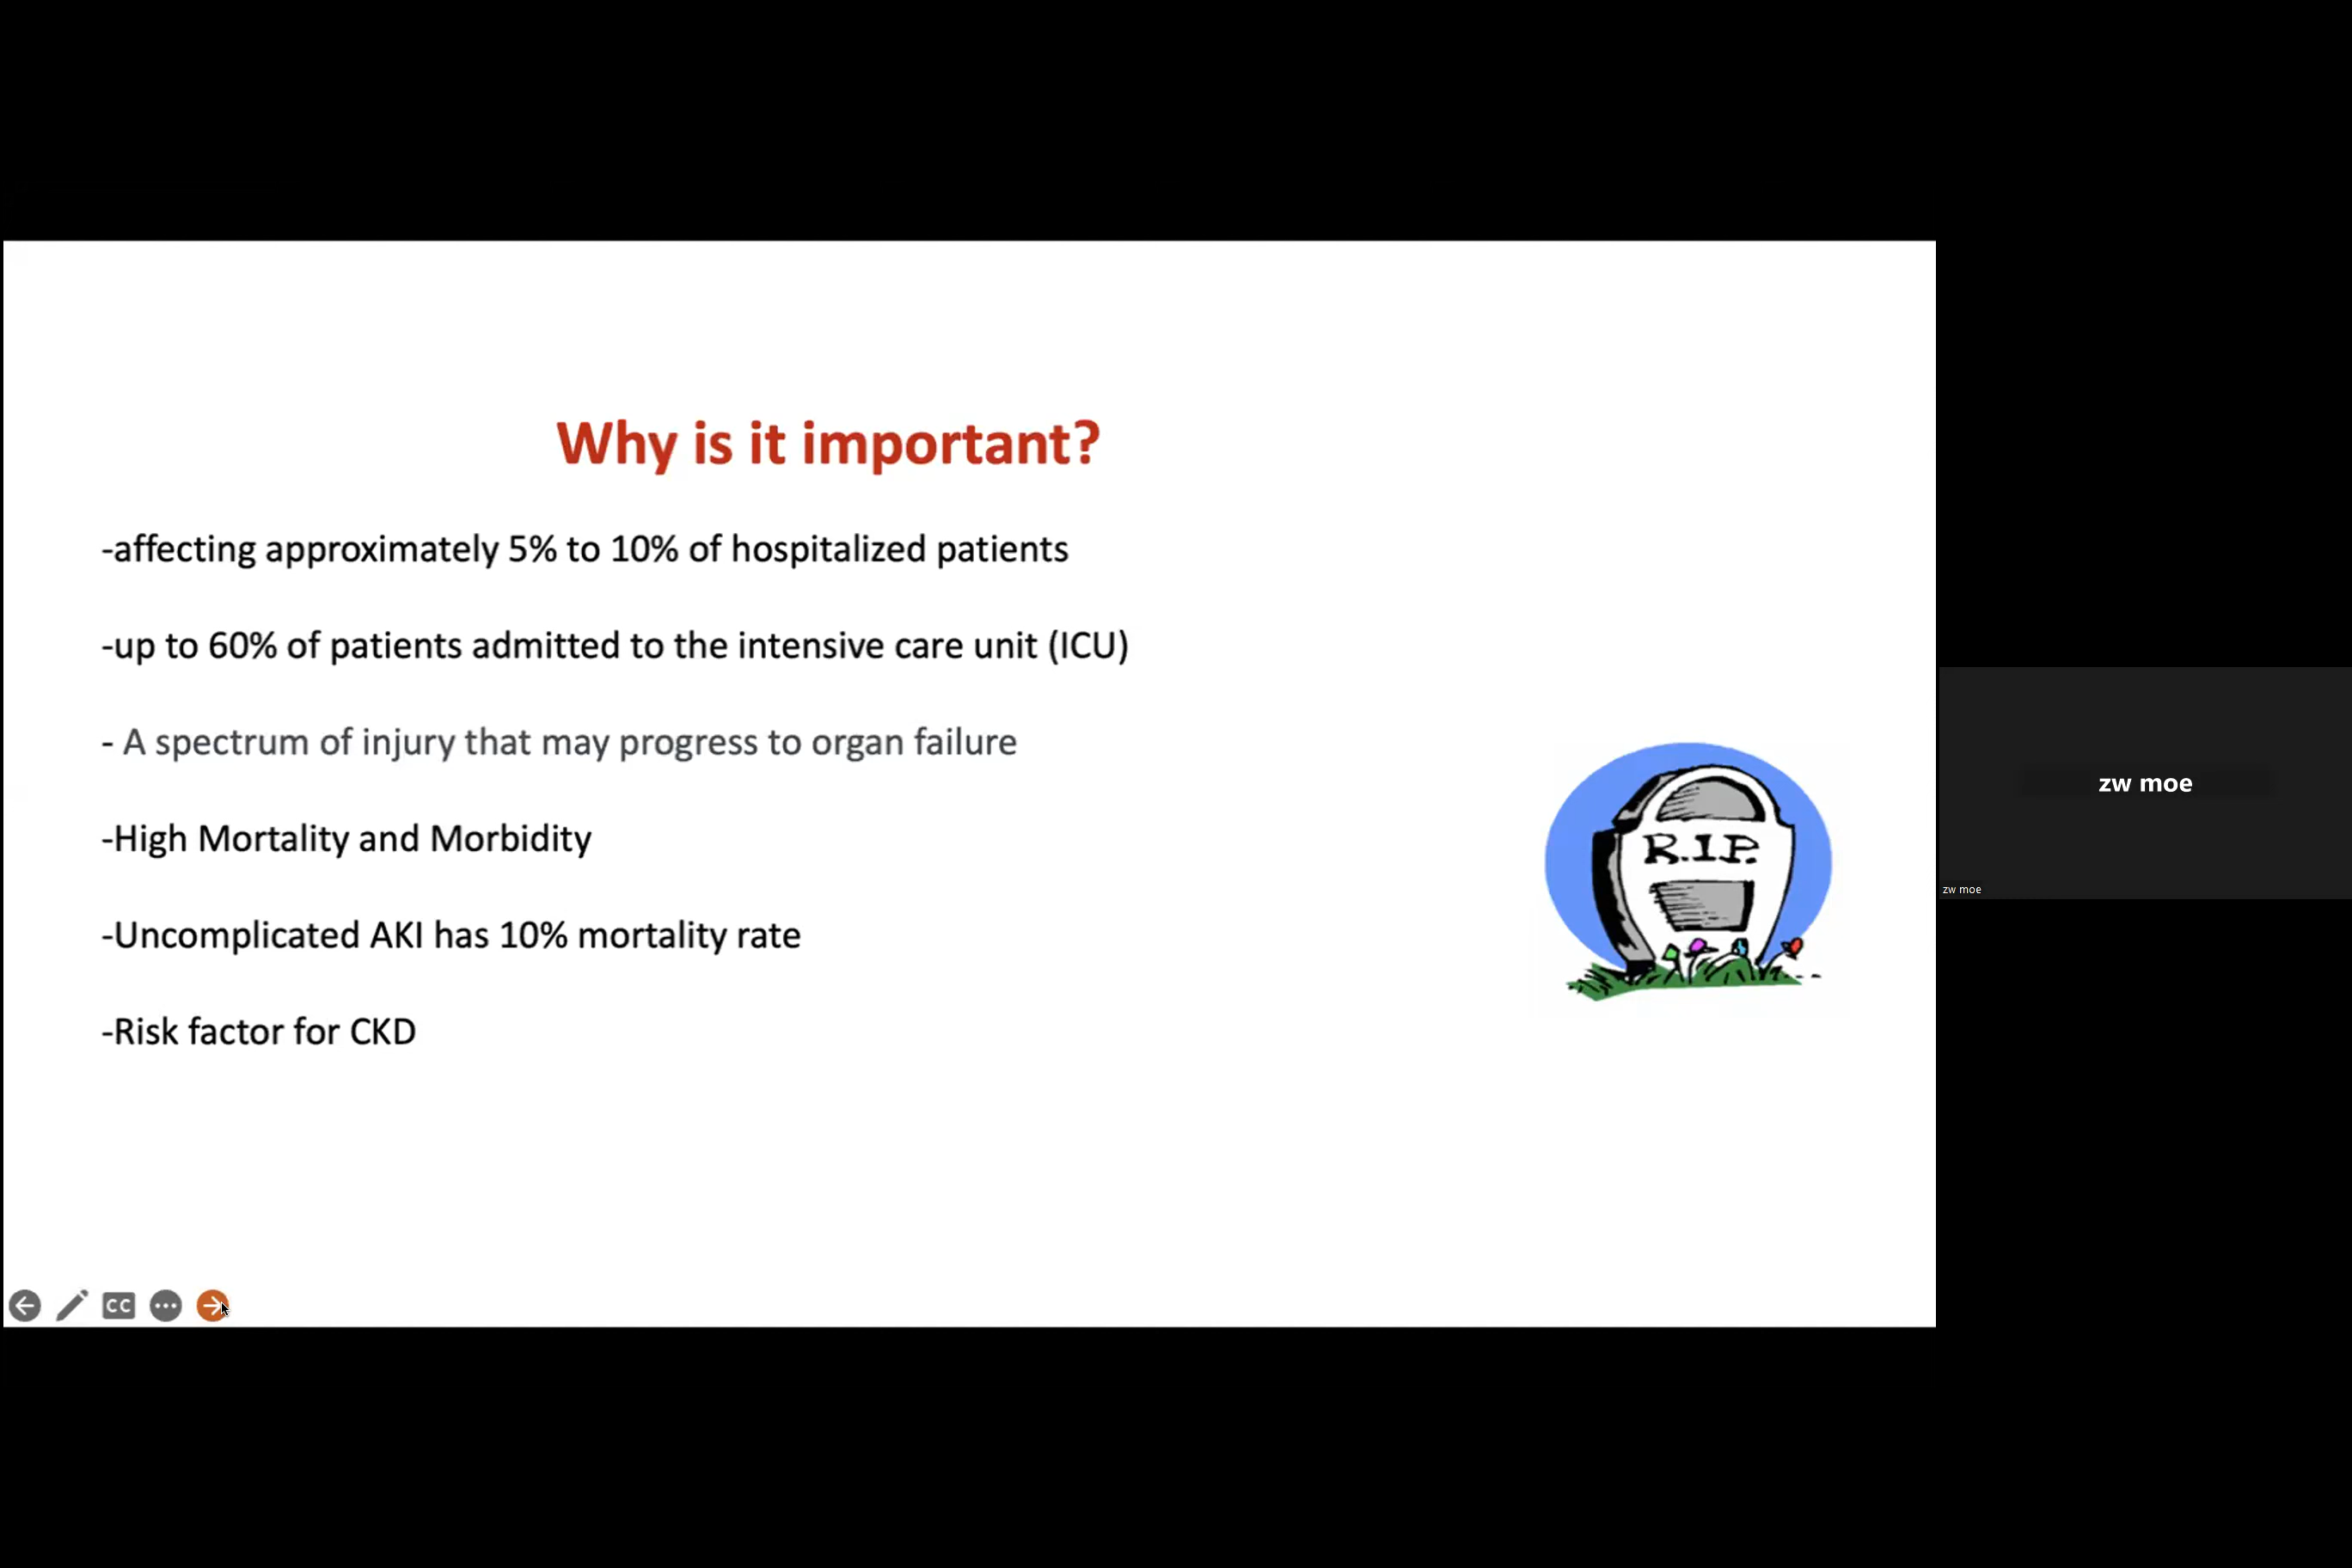 Why is it important?
-affecting approximately 5% to 10% of hospitalized patients
-up to 60% of patients admitted to the intensive care unit (ICU)
- A spectrum of injury that may progress to organ failure
-High Mortality and Morbidity
-Uncomplicated AKI has 10% mortality rate
-Risk factor for CKD
R.I.P.
CC
zw moe
zw moe